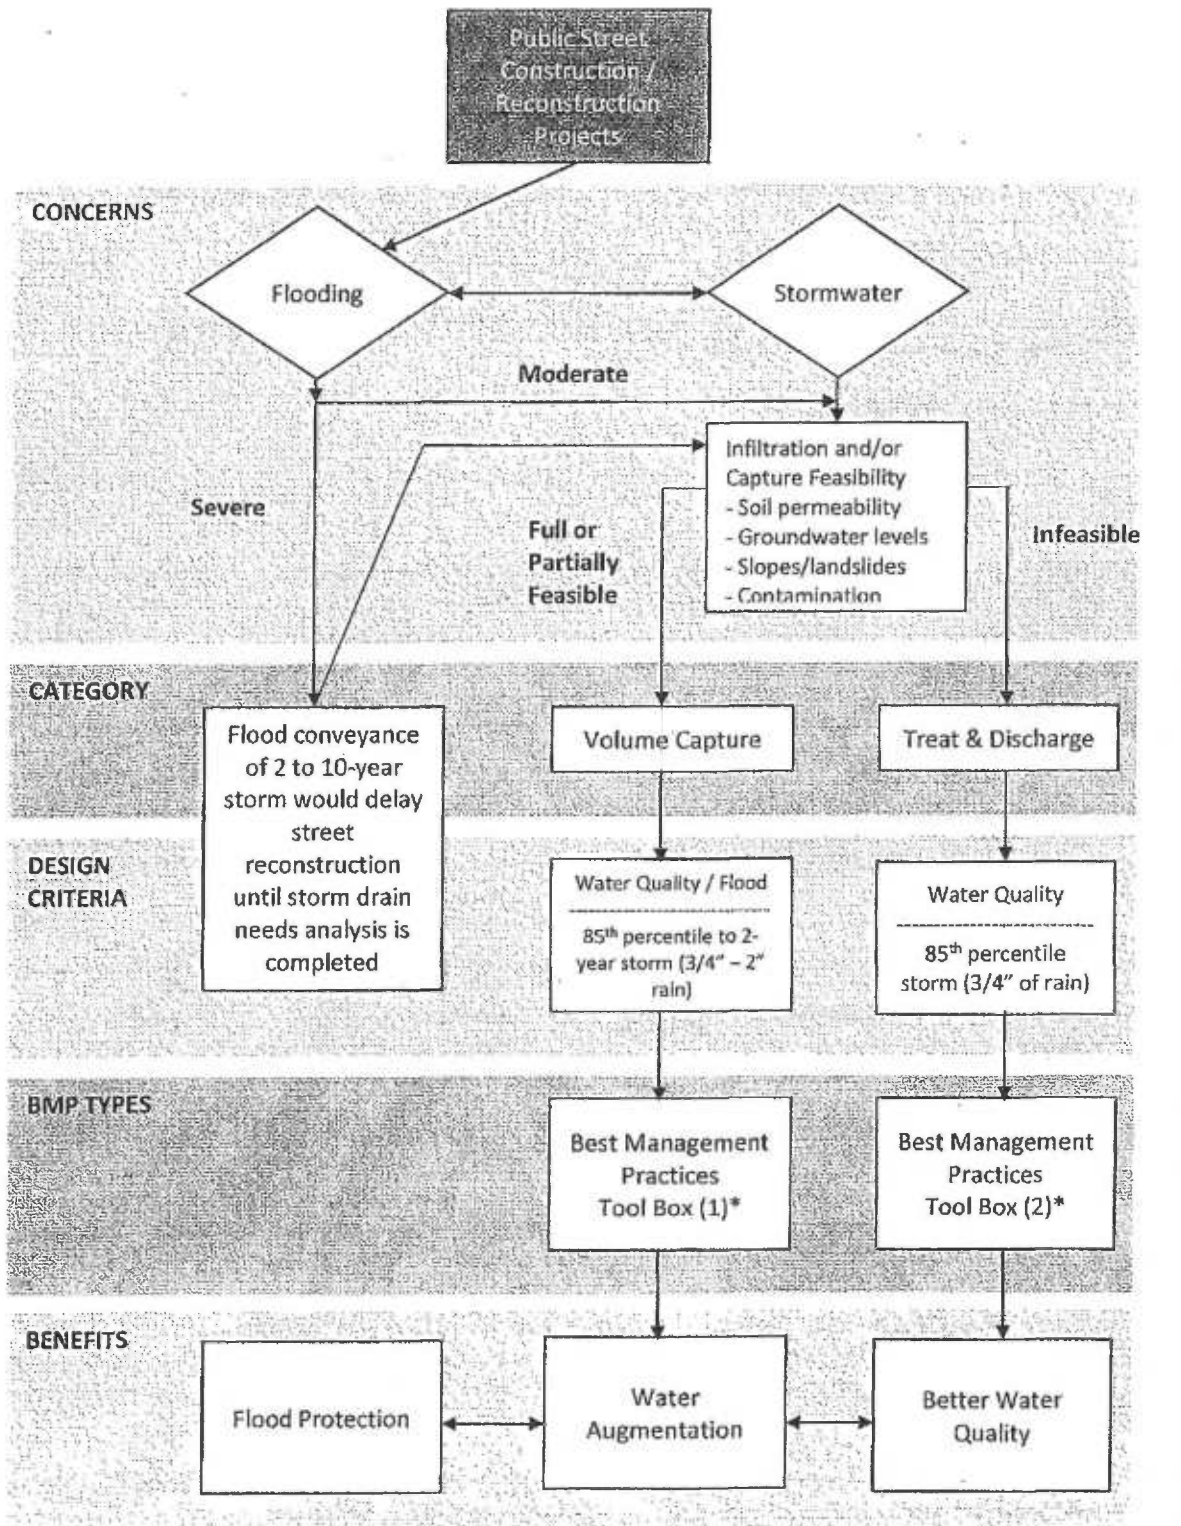 Public Street
Construction /
Reconstruction
Projects
CONCERNS
Flooding
Stormwater
Moderate
Severe
Infiltration and/or
Capture Feasibility
- Soil permeability
- Groundwater levels
- Slopes/landslides
- Contamination
Full or
Partially
Feasible
Infeasible
CATEGORY
Flood conveyance
of 2 to 10-year
storm would delay
street
reconstruction
until storm drain
needs analysis is
completed
Volume Capture
Treat & Discharge
DESIGN
CRITERIA
Water Quality / Flood
85th percentile to 2-
year storm (3/4" – 2"
rain)
Water Quality
85th percentile
storm (3/4" of rain)
BMP TYPES
Best Management
Practices
Tool Box (1)*
Best Management
Practices
Tool Box (2)*
BENEFITS
Flood Protection
Water
Augmentation
Better Water
Quality